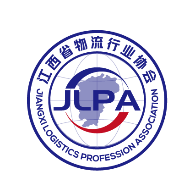 江西省物流行业协会
JLPA
JIANGXI LOGISTICS PROFESSION ASSOCIATION